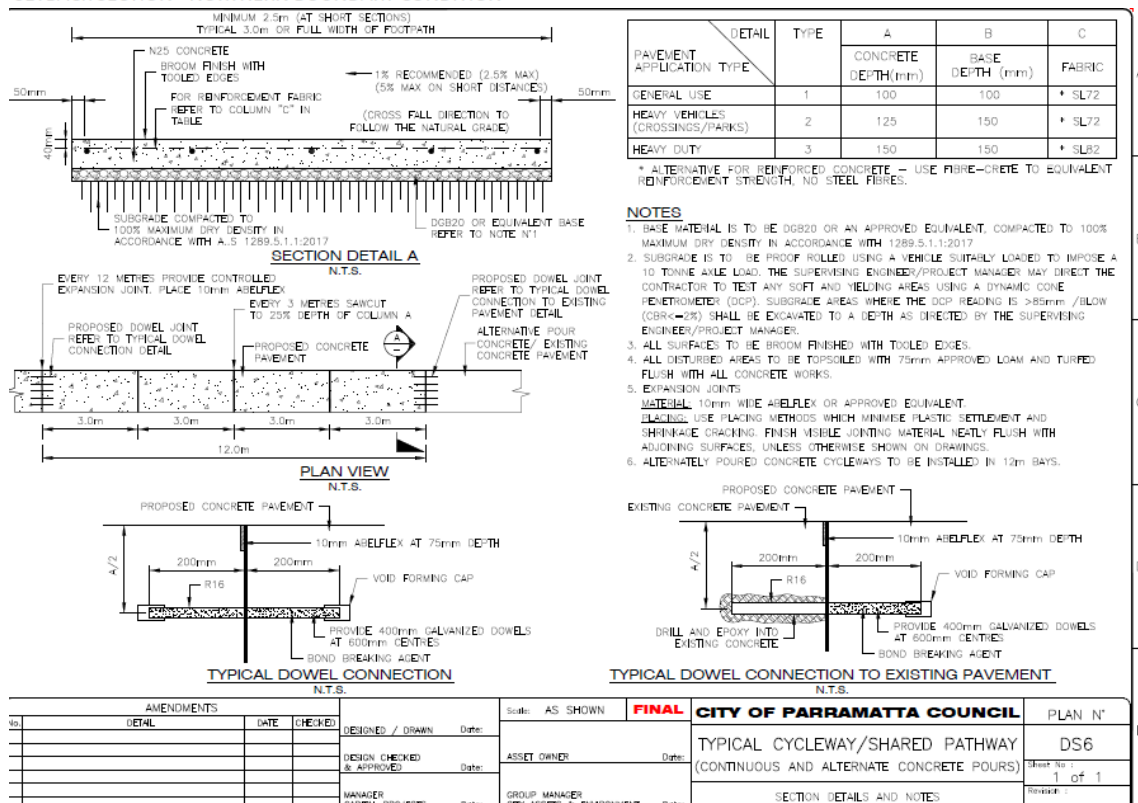 MINIMUM 2.5m (AT SHORT SECTIONS)
TYPICAL 3.0m OR FULL WIDTH OF FOOTPATH
N25 CONCRETE
BROOM FINISH WITH
TOOLED EDGES
1% RECOMMENDED (2.5% MAX)
(5% MAX ON SHORT DISTANCES)
50mm
50mm
FOR REINFORCEMENT FABRIC
REFER TO COLUMN "C" IN
TABLE
(CROSS FALL DIRECTION TO
FOLLOW THE NATURAL GRADE)
40mm
SUBGRADE COMPACTED TO
100% MAXIMUM DRY DENSITY IN
ACCORDANCE WITH A.S 1289.5.1.1:2017
DGB20 OR EQUIVALENT BASE
REFER TO NOTE N°1
SECTION DETAIL A
N.T.S.
EVERY 12 METRES PROVIDE CONTROLLED
EXPANSION JOINT. PLACE 10mm ABELFLEX
EVERY 3 METRES SAWCUT
TO 25% DEPTH OF COLUMN A
PROPOSED DOWEL JOINT
REFER TO TYPICAL DOWEL
CONNECTION TO EXISTING
PAVEMENT DETAIL
PROPOSED DOWEL JOINT
REFER TO TYPICAL DOWEL
CONNECTION DETAIL
PROPOSED CONCRETE
PAVEMENT
A
–
ALTERNATIVE POUR
CONCRETE/ EXISTING
CONCRETE PAVEMENT
3.0m 3.0m 3.0m 3.0m
12.0m
PLAN VIEW
N.T.S.
PROPOSED CONCRETE PAVEMENT
10mm ABELFLEX AT 75mm DEPTH
A/2
200mm 200mm
R16
VOID FORMING CAP
PROVIDE 400mm GALVANIZED DOWELS
AT 600mm CENTRES
BOND BREAKING AGENT
TYPICAL DOWEL CONNECTION
N.T.S.
DETAIL TYPE A B C
PAVEMENT
APPLICATION TYPE
CONCRETE
DEPTH(mm)
BASE
DEPTH (mm)
FABRIC
GENERAL USE 1 100 100 * SL72
HEAVY VEHICLES
(CROSSINGS/PARKS) 2 125 150 * SL72
HEAVY DUTY 3 150 150 * SL82
* ALTERNATIVE FOR REINFORCED CONCRETE – USE FIBRE–CRETE TO EQUIVALENT
REINFORCEMENT STRENGTH, NO STEEL FIBRES.
NOTES
1. BASE MATERIAL IS TO BE DGB20 OR AN APPROVED EQUIVALENT, COMPACTED TO 100%
MAXIMUM DRY DENSITY IN ACCORDANCE WITH 1289.5.1.1:2017
2. SUBGRADE IS TO BE PROOF ROLLED USING A VEHICLE SUITABLY LOADED TO IMPOSE A
10 TONNE AXLE LOAD. THE SUPERVISING ENGINEER/PROJECT MANAGER MAY DIRECT THE
CONTRACTOR TO TEST ANY SOFT AND YIELDING AREAS USING A DYNAMIC CONE
PENETROMETER (DCP). SUBGRADE AREAS WHERE THE DCP READING IS >85mm /BLOW
(CBR<–2%) SHALL BE EXCAVATED TO A DEPTH AS DIRECTED BY THE SUPERVISING
ENGINEER/PROJECT MANAGER.
3. ALL SURFACES TO BE BROOM FINISHED WITH TOOLED EDGES.
4. ALL DISTURBED AREAS TO BE TOPSOILED WITH 75mm APPROVED LOAM AND TURFED
FLUSH WITH ALL CONCRETE WORKS.
5. EXPANSION JOINTS
MATERIAL: 10mm WIDE ABELFLEX OR APPROVED EQUIVALENT.
PLACING: USE PLACING METHODS WHICH MINIMISE PLASTIC SETTLEMENT AND
SHRINKAGE CRACKING. FINISH VISIBLE JOINTING MATERIAL NEATLY FLUSH WITH
ADJOINING SURFACES, UNLESS OTHERWISE SHOWN ON DRAWINGS.
6. ALTERNATELY POURED CONCRETE CYCLEWAYS TO BE INSTALLED IN 12m BAYS.
PROPOSED CONCRETE PAVEMENT
EXISTING CONCRETE PAVEMENT
10mm ABELFLEX AT 75mm DEPTH
A/2
200mm 200mm
R16
VOID FORMING CAP
DRILL AND EPOXY INTO
EXISTING CONCRETE
PROVIDE 400mm GALVANIZED DOWELS
AT 600mm CENTRES
BOND BREAKING AGENT
TYPICAL DOWEL CONNECTION TO EXISTING PAVEMENT
N.T.S.
AMENDMENTS
No. DETAIL DATE CHECKED
DESIGNED / DRAWN Date:
DESIGN CHECKED
& APPROVED Date:
MANAGER
Scale: AS SHOWN FINAL
ASSET OWNER Date:
GROUP MANAGER
CITY OF PARRAMATTA COUNCIL
TYPICAL CYCLEWAY/SHARED PATHWAY
(CONTINUOUS AND ALTERNATE CONCRETE POURS)
SECTION DETAILS AND NOTES
PLAN N°
DS6
Sheet No :
1 of 1
Revision :